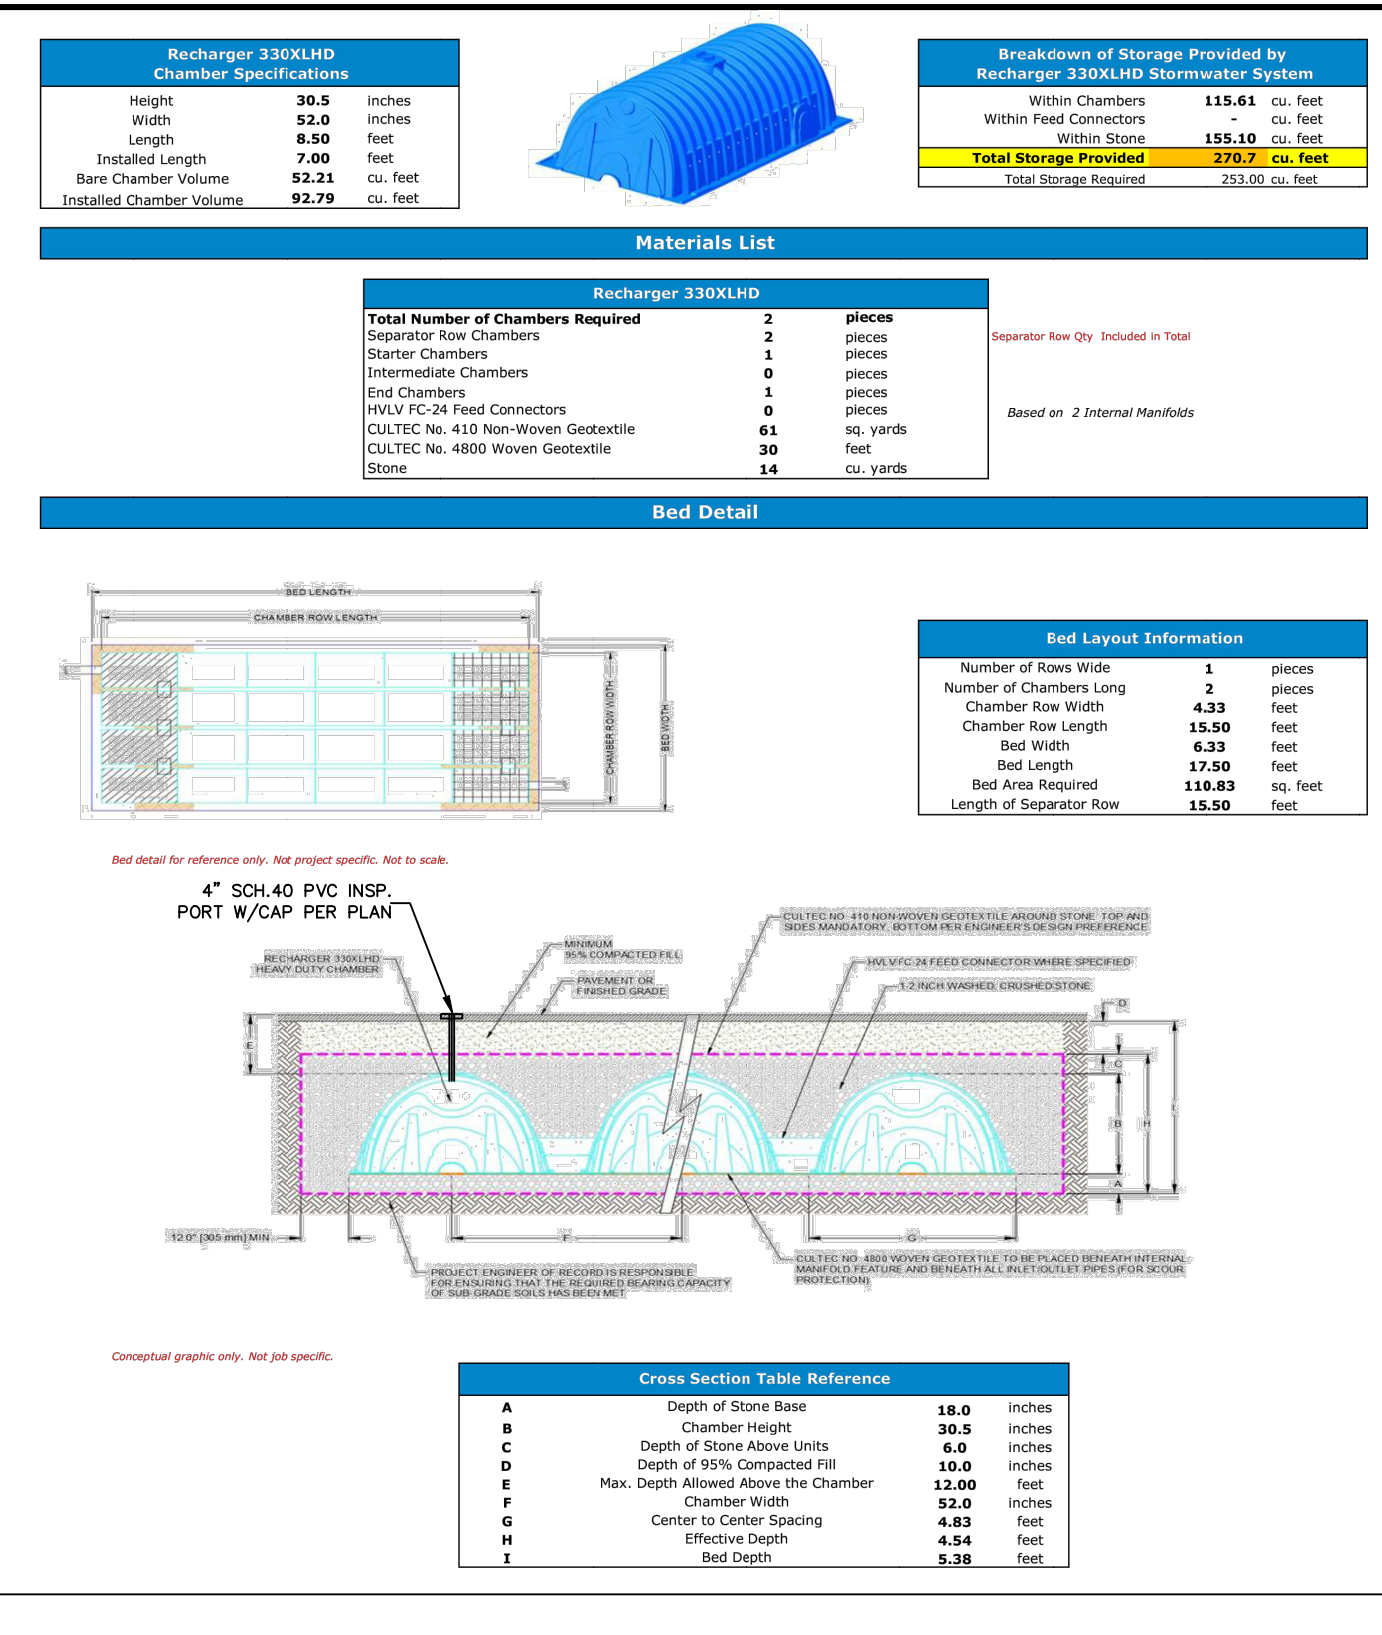 Recharger 330XLHD
Chamber Specifications
Height 30.5 inches
Width 52.0 inches
Length 8.50 feet
Installed Length 7.00 feet
Bare Chamber Volume 52.21 cu. feet
Installed Chamber Volume 92.79 cu. feet
Breakdown of Storage Provided by
Recharger 330XLHD Stormwater System
Within Chambers 115.61 cu. feet
Within Feed Connectors - cu. feet
Within Stone 155.10 cu. feet
Total Storage Provided 270.7 cu. feet
Total Storage Required 253.00 cu. feet
Materials List
Recharger 330XLHD
Total Number of Chambers Required 2 pieces
Separator Row Chambers 2 pieces Separator Row Qty Included in Total
Starter Chambers 1 pieces
Intermediate Chambers 0 pieces
End Chambers 1 pieces
HVLV FC-24 Feed Connectors 0 pieces Based on 2 Internal Manifolds
CULTEC No. 410 Non-Woven Geotextile 61 sq. yards
CULTEC No. 4800 Woven Geotextile 30 feet
Stone 14 cu. yards
Bed Detail
BED LENGTH
CHAMBER ROW LENGTH
CHAMBER ROW WIDTH
BED WIDTH
Bed Layout Information
Number of Rows Wide 1 pieces
Number of Chambers Long 2 pieces
Chamber Row Width 4.33 feet
Chamber Row Length 15.50 feet
Bed Width 6.33 feet
Bed Length 17.50 feet
Bed Area Required 110.83 sq. feet
Length of Separator Row 15.50 feet
Bed detail for reference only. Not project specific. Not to scale.
4" SCH.40 PVC INSP.
PORT W/CAP PER PLAN
CULTEC NO. 410 NON-WOVEN GEOTEXTILE AROUND STONE. TOP AND
SIDES MANDATORY, BOTTOM PER ENGINEER'S DESIGN PREFERENCE
MINIMUM
95% COMPACTED FILL
RECHARGER 330XLHD
HEAVY DUTY CHAMBER
HVLV FC-24 FEED CONNECTOR WHERE SPECIFIED
PAVEMENT OR
FINISHED GRADE
1-2 INCH WASHED, CRUSHED STONE
D
E
C
B
H
I
A
12.0" [305 mm] MIN
F
G
CULTEC NO. 4800 WOVEN GEOTEXTILE TO BE PLACED BENEATH INTERNAL
MANIFOLD FEATURE AND BENEATH ALL INLET/OUTLET PIPES (FOR SCOUR
PROTECTION)
PROJECT ENGINEER OF RECORD IS RESPONSIBLE
FOR ENSURING THAT THE REQUIRED BEARING CAPACITY
OF SUB-GRADE SOILS HAS BEEN MET
Conceptual graphic only. Not job specific.
Cross Section Table Reference
A Depth of Stone Base 18.0 inches
B Chamber Height 30.5 inches
C Depth of Stone Above Units 6.0 inches
D Depth of 95% Compacted Fill 10.0 inches
E Max. Depth Allowed Above the Chamber 12.00 feet
F Chamber Width 52.0 inches
G Center to Center Spacing 4.83 feet
H Effective Depth 4.54 feet
I Bed Depth 5.38 feet